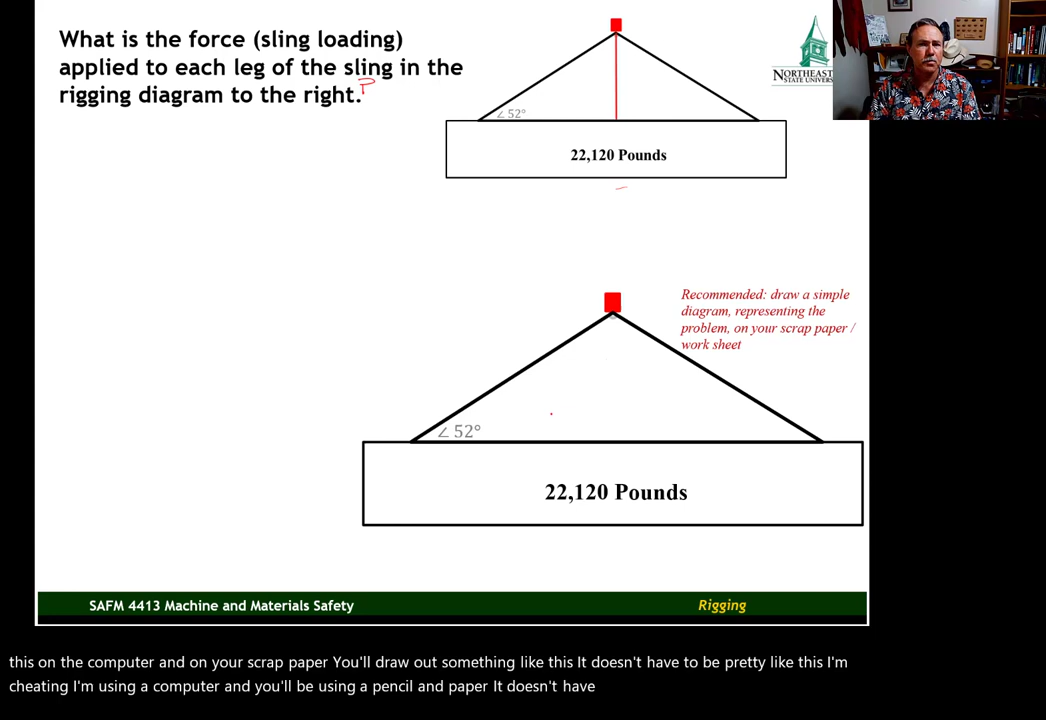 What is the force (sling loading)
applied to each leg of the sling in the
rigging diagram to the right.
∠ 52°
22,120 Pounds
NORTHEAST
STATE UNIVERS
Recommended: draw a simple
diagram, representing the
problem, on your scrap paper /
work sheet
∠ 52°
22,120 Pounds
SAFM 4413 Machine and Materials Safety
Rigging
this on the computer and on your scrap paper You'll draw out something like this It doesn't have to be pretty like this I'm
cheating I'm using a computer and you'll be using a pencil and paper It doesn't have